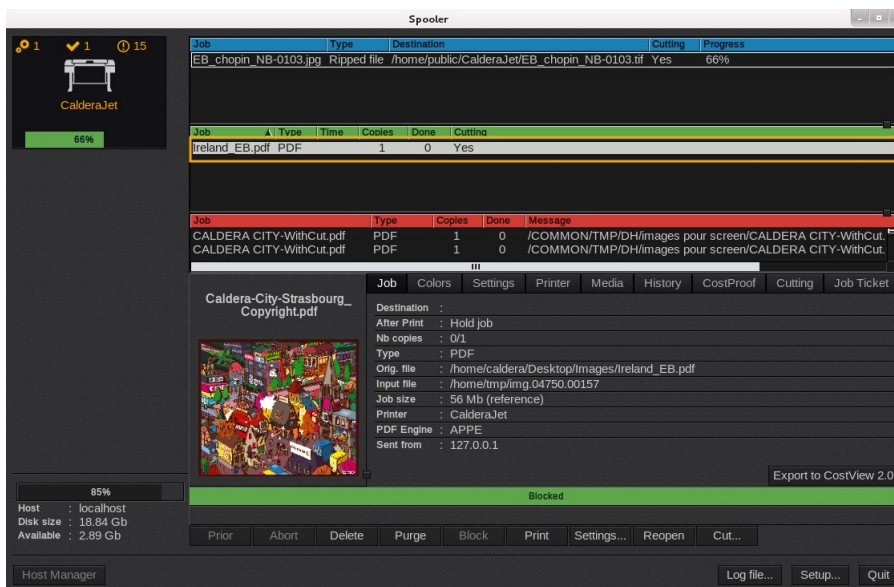 Spooler
1 1 15
CalderaJet
66%
Job Type Destination Cutting Progress
EB_chopin_NB-0103.jpg Ripped file /home/public/CalderaJet/EB_chopin_NB-0103.tif Yes 66%
Job Type Time Copies Done Cutting
Ireland_EB.pdf PDF 1 0 Yes
Job Type Copies Done Message
CALDERA CITY-WithCut.pdf PDF 1 0 /COMMON/TMP/DH/images pour screen/CALDERA CITY-WithCut.
CALDERA CITY-WithCut.pdf PDF 1 0 /COMMON/TMP/DH/images pour screen/CALDERA CITY-WithCut.
Caldera-City-Strasbourg_
Copyright.pdf
Job Colors Settings Printer Media History CostProof Cutting Job Ticket
Destination :
After Print : Hold job
Nb copies : 0/1
Type : PDF
Orig. file : /home/caldera/Desktop/Images/Ireland_EB.pdf
Input file : /home/tmp/img.04750.00157
Job size : 56 Mb (reference)
Printer : CalderaJet
PDF Engine : APPE
Sent from : 127.0.0.1
Export to CostView 2.0
85%
Host : localhost
Disk size : 18.84 Gb
Available : 2.89 Gb
Blocked
Prior Abort Delete Purge Block Print Settings... Reopen Cut...
Host Manager Log file... Setup... Quit